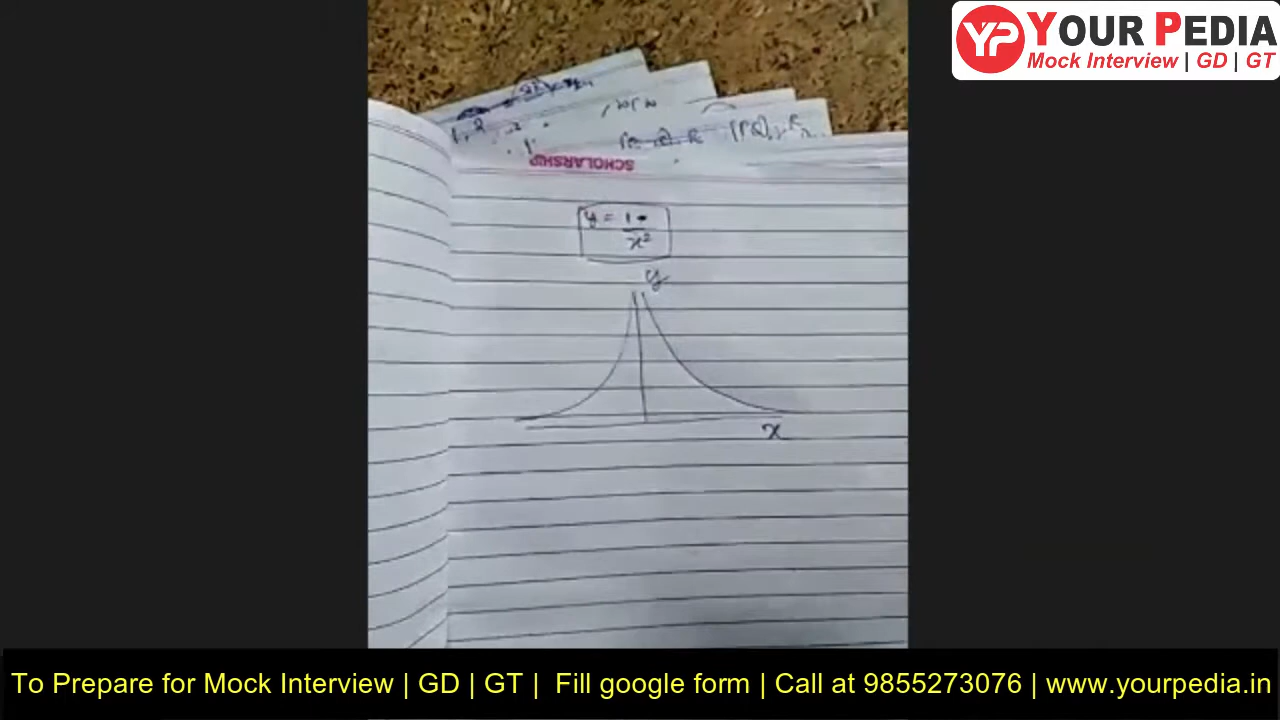 YP YOUR PEDIA
Mock Interview | GD | GT
SCHOLARSHIP
y = 1
x²
y
x
To Prepare for Mock Interview | GD | GT | Fill google form | Call at 9855273076 | www.yourpedia.in